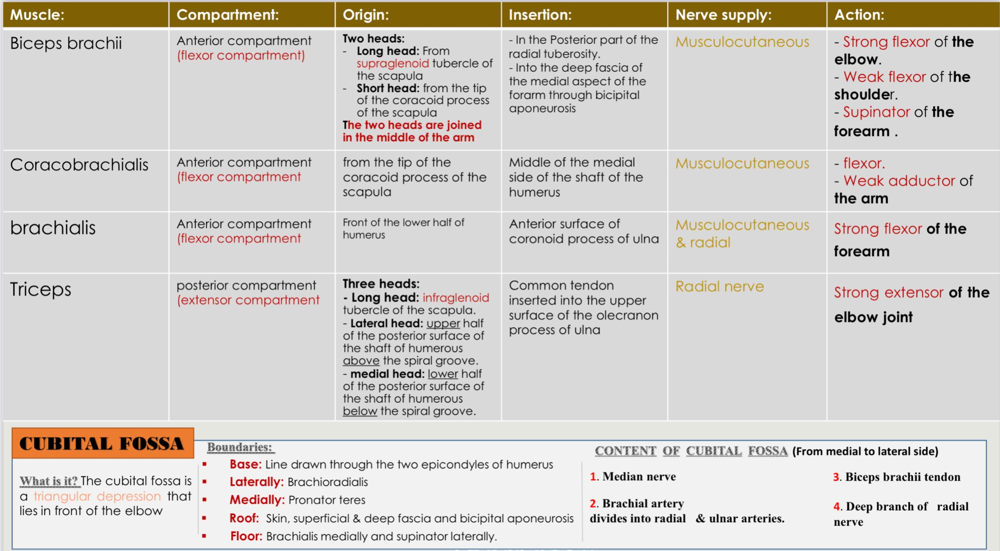 Muscle:
Compartment:
Origin:
Insertion:
Nerve supply:
Action:
Biceps brachii
Anterior compartment
(flexor compartment)
Two heads:
- Long head: From
supraglenoid tubercle of
the scapula
- Short head: from the tip
of the coracoid process
of the scapula
The two heads are joined
in the middle of the arm
- In the Posterior part of the
radial tuberosity.
- Into the deep fascia of
the medial aspect of the
forarm through bicipital
aponeurosis
Musculocutaneous
- Strong flexor of the
elbow.
- Weak flexor of the
shoulder.
- Supinator of the
forearm .
Coracobrachialis
Anterior compartment
(flexor compartment
from the tip of the
coracoid process of the
scapula
Middle of the medial
side of the shaft of the
humerus
Musculocutaneous
- flexor.
- Weak adductor of
the arm
brachialis
Anterior compartment
(flexor compartment
Front of the lower half of
humerus
Anterior surface of
coronoid process of ulna
Musculocutaneous
& radial
Strong flexor of the
forearm
Triceps
posterior compartment
(extensor compartment
Three heads:
- Long head: infraglenoid
tubercle of the scapula.
- Lateral head: upper half
of the posterior surface of
the shaft of humerous
above the spiral groove.
- medial head: lower half
of the posterior surface of
the shaft of humerous
below the spiral groove.
Common tendon
inserted into the upper
surface of the olecranon
process of ulna
Radial nerve
Strong extensor of the
elbow joint
CUBITAL FOSSA
What is it? The cubital fossa is
a triangular depression that
lies in front of the elbow
Boundaries:
▪ Base: Line drawn through the two epicondyles of humerus
▪ Laterally: Brachioradialis
▪ Medially: Pronator teres
▪ Roof: Skin, superficial & deep fascia and bicipital aponeurosis
▪ Floor: Brachialis medially and supinator laterally.
CONTENT OF CUBITAL FOSSA (From medial to lateral side)
1. Median nerve
2. Brachial artery
divides into radial & ulnar arteries.
3. Biceps brachii tendon
4. Deep branch of radial
nerve